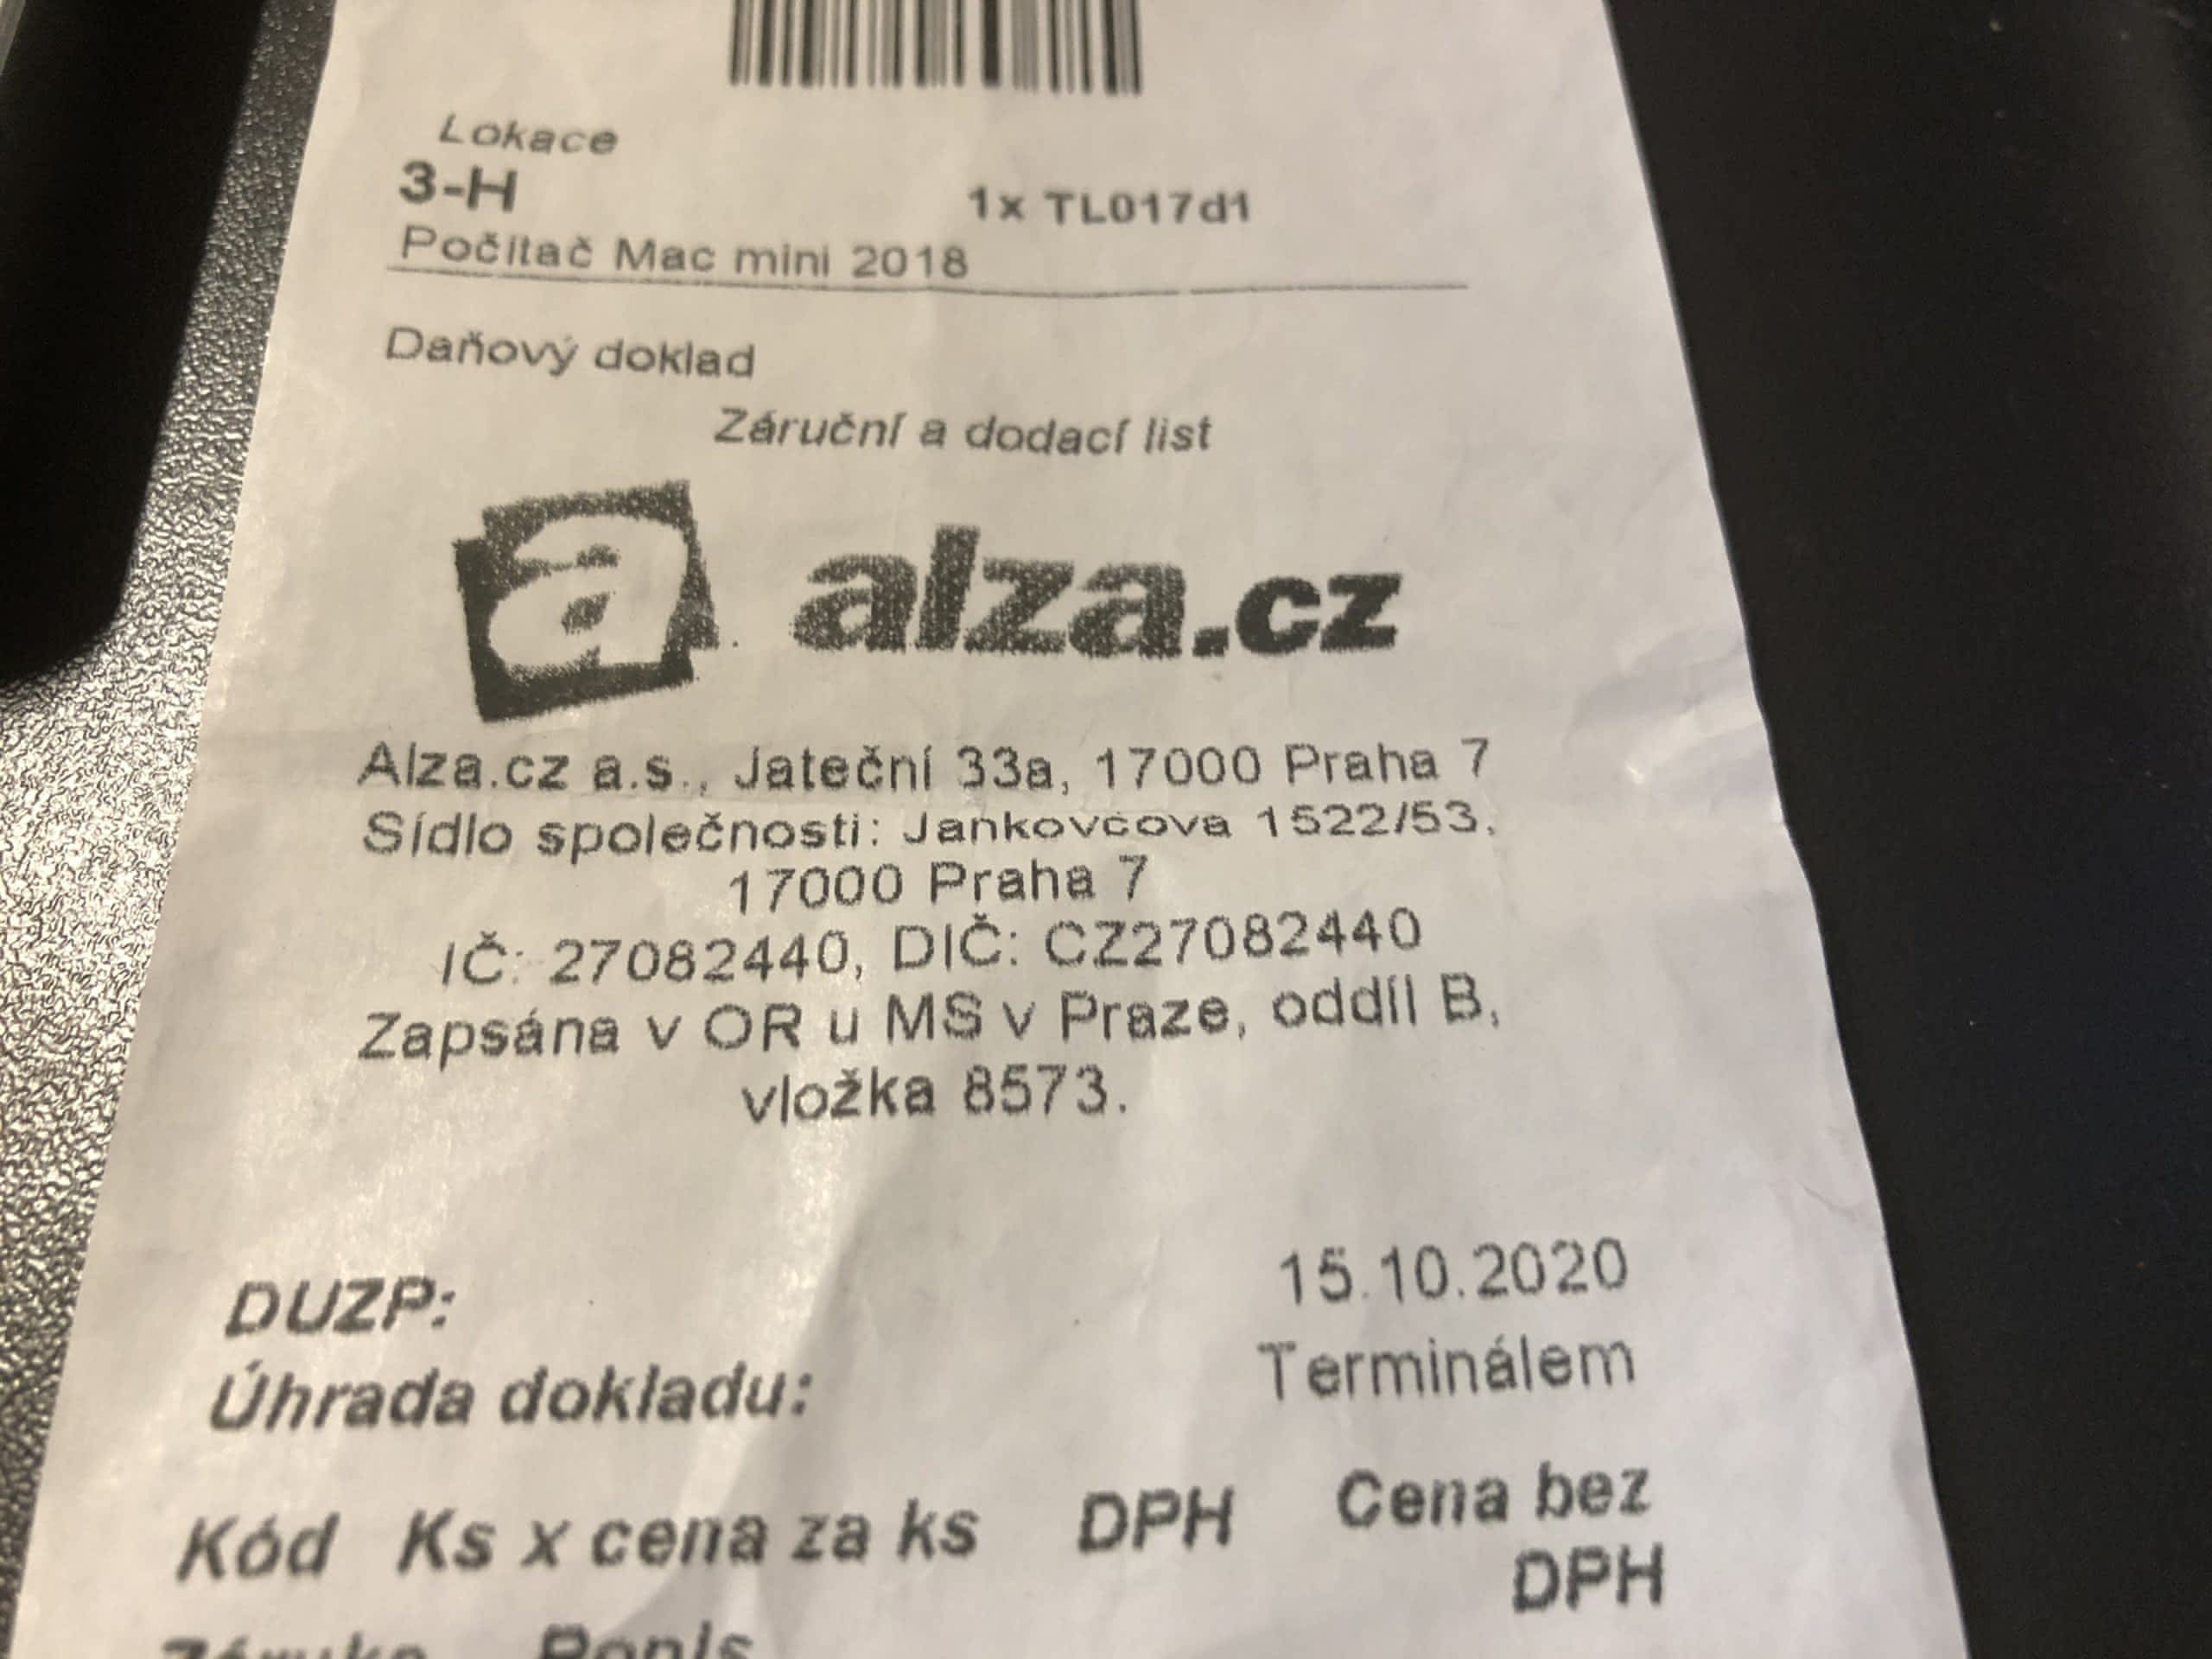 Lokace
3-H 1x TL017d1
Počítač Mac mini 2018
Daňový doklad
Záruční a dodací list
a alza.cz
Alza.cz a.s., Jateční 33a, 17000 Praha 7
Sídlo společnosti: Jankovcova 1522/53,
17000 Praha 7
IČ: 27082440, DIČ: CZ27082440
Zapsána v OR u MS v Praze, oddíl B,
vložka 8573.
DUZP: 15.10.2020
Úhrada dokladu: Terminálem
Kód Ks x cena za ks DPH Cena bez
DPH
Záruka Popis